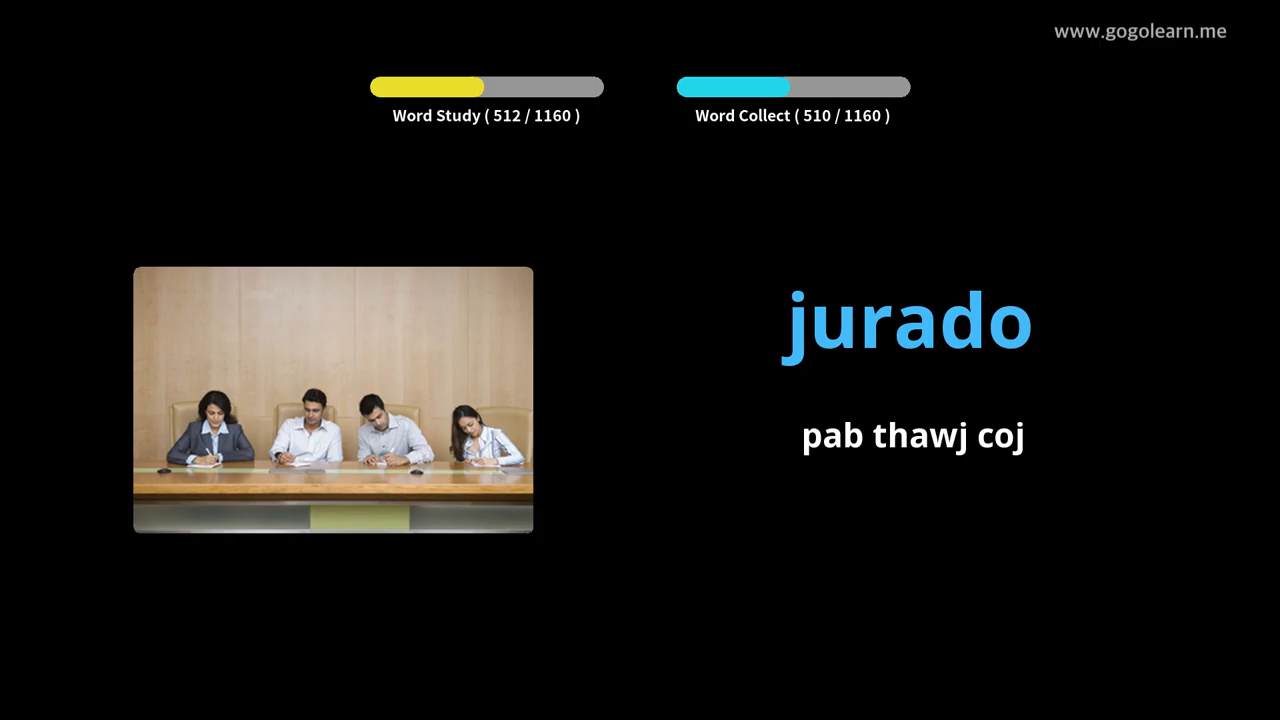 www.gogolearn.me
Word Study ( 512 / 1160 )
Word Collect ( 510 / 1160 )
jurado
pab thawj coj